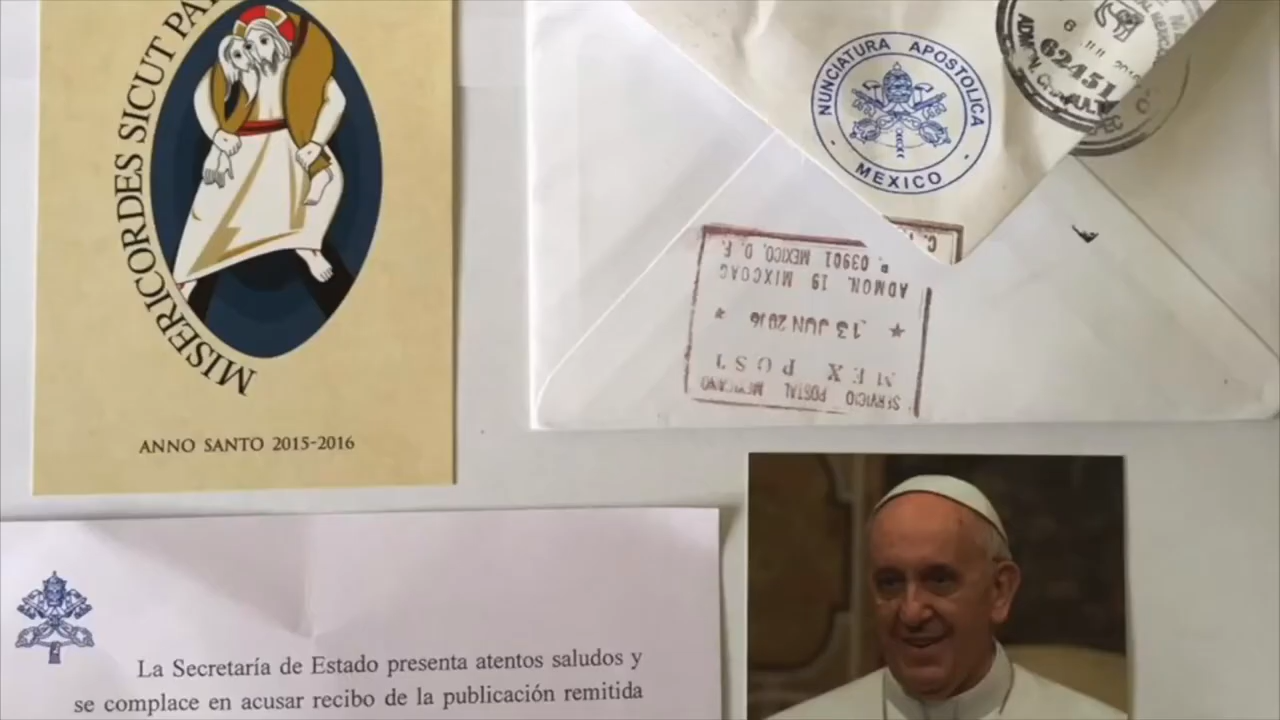 MISERICORDES SICUT PA
ANNO SANTO 2015-2016
NUNCIATURA APOSTOLICA
MEXICO
62451
SERVICIO POSTAL MEXICANO
MEX POST
13 JUN 2016
ADMON. 19 MIXCOAC
P. 03901 MEXICO, D. F.
La Secretaría de Estado presenta atentos saludos y
se complace en acusar recibo de la publicación remitida